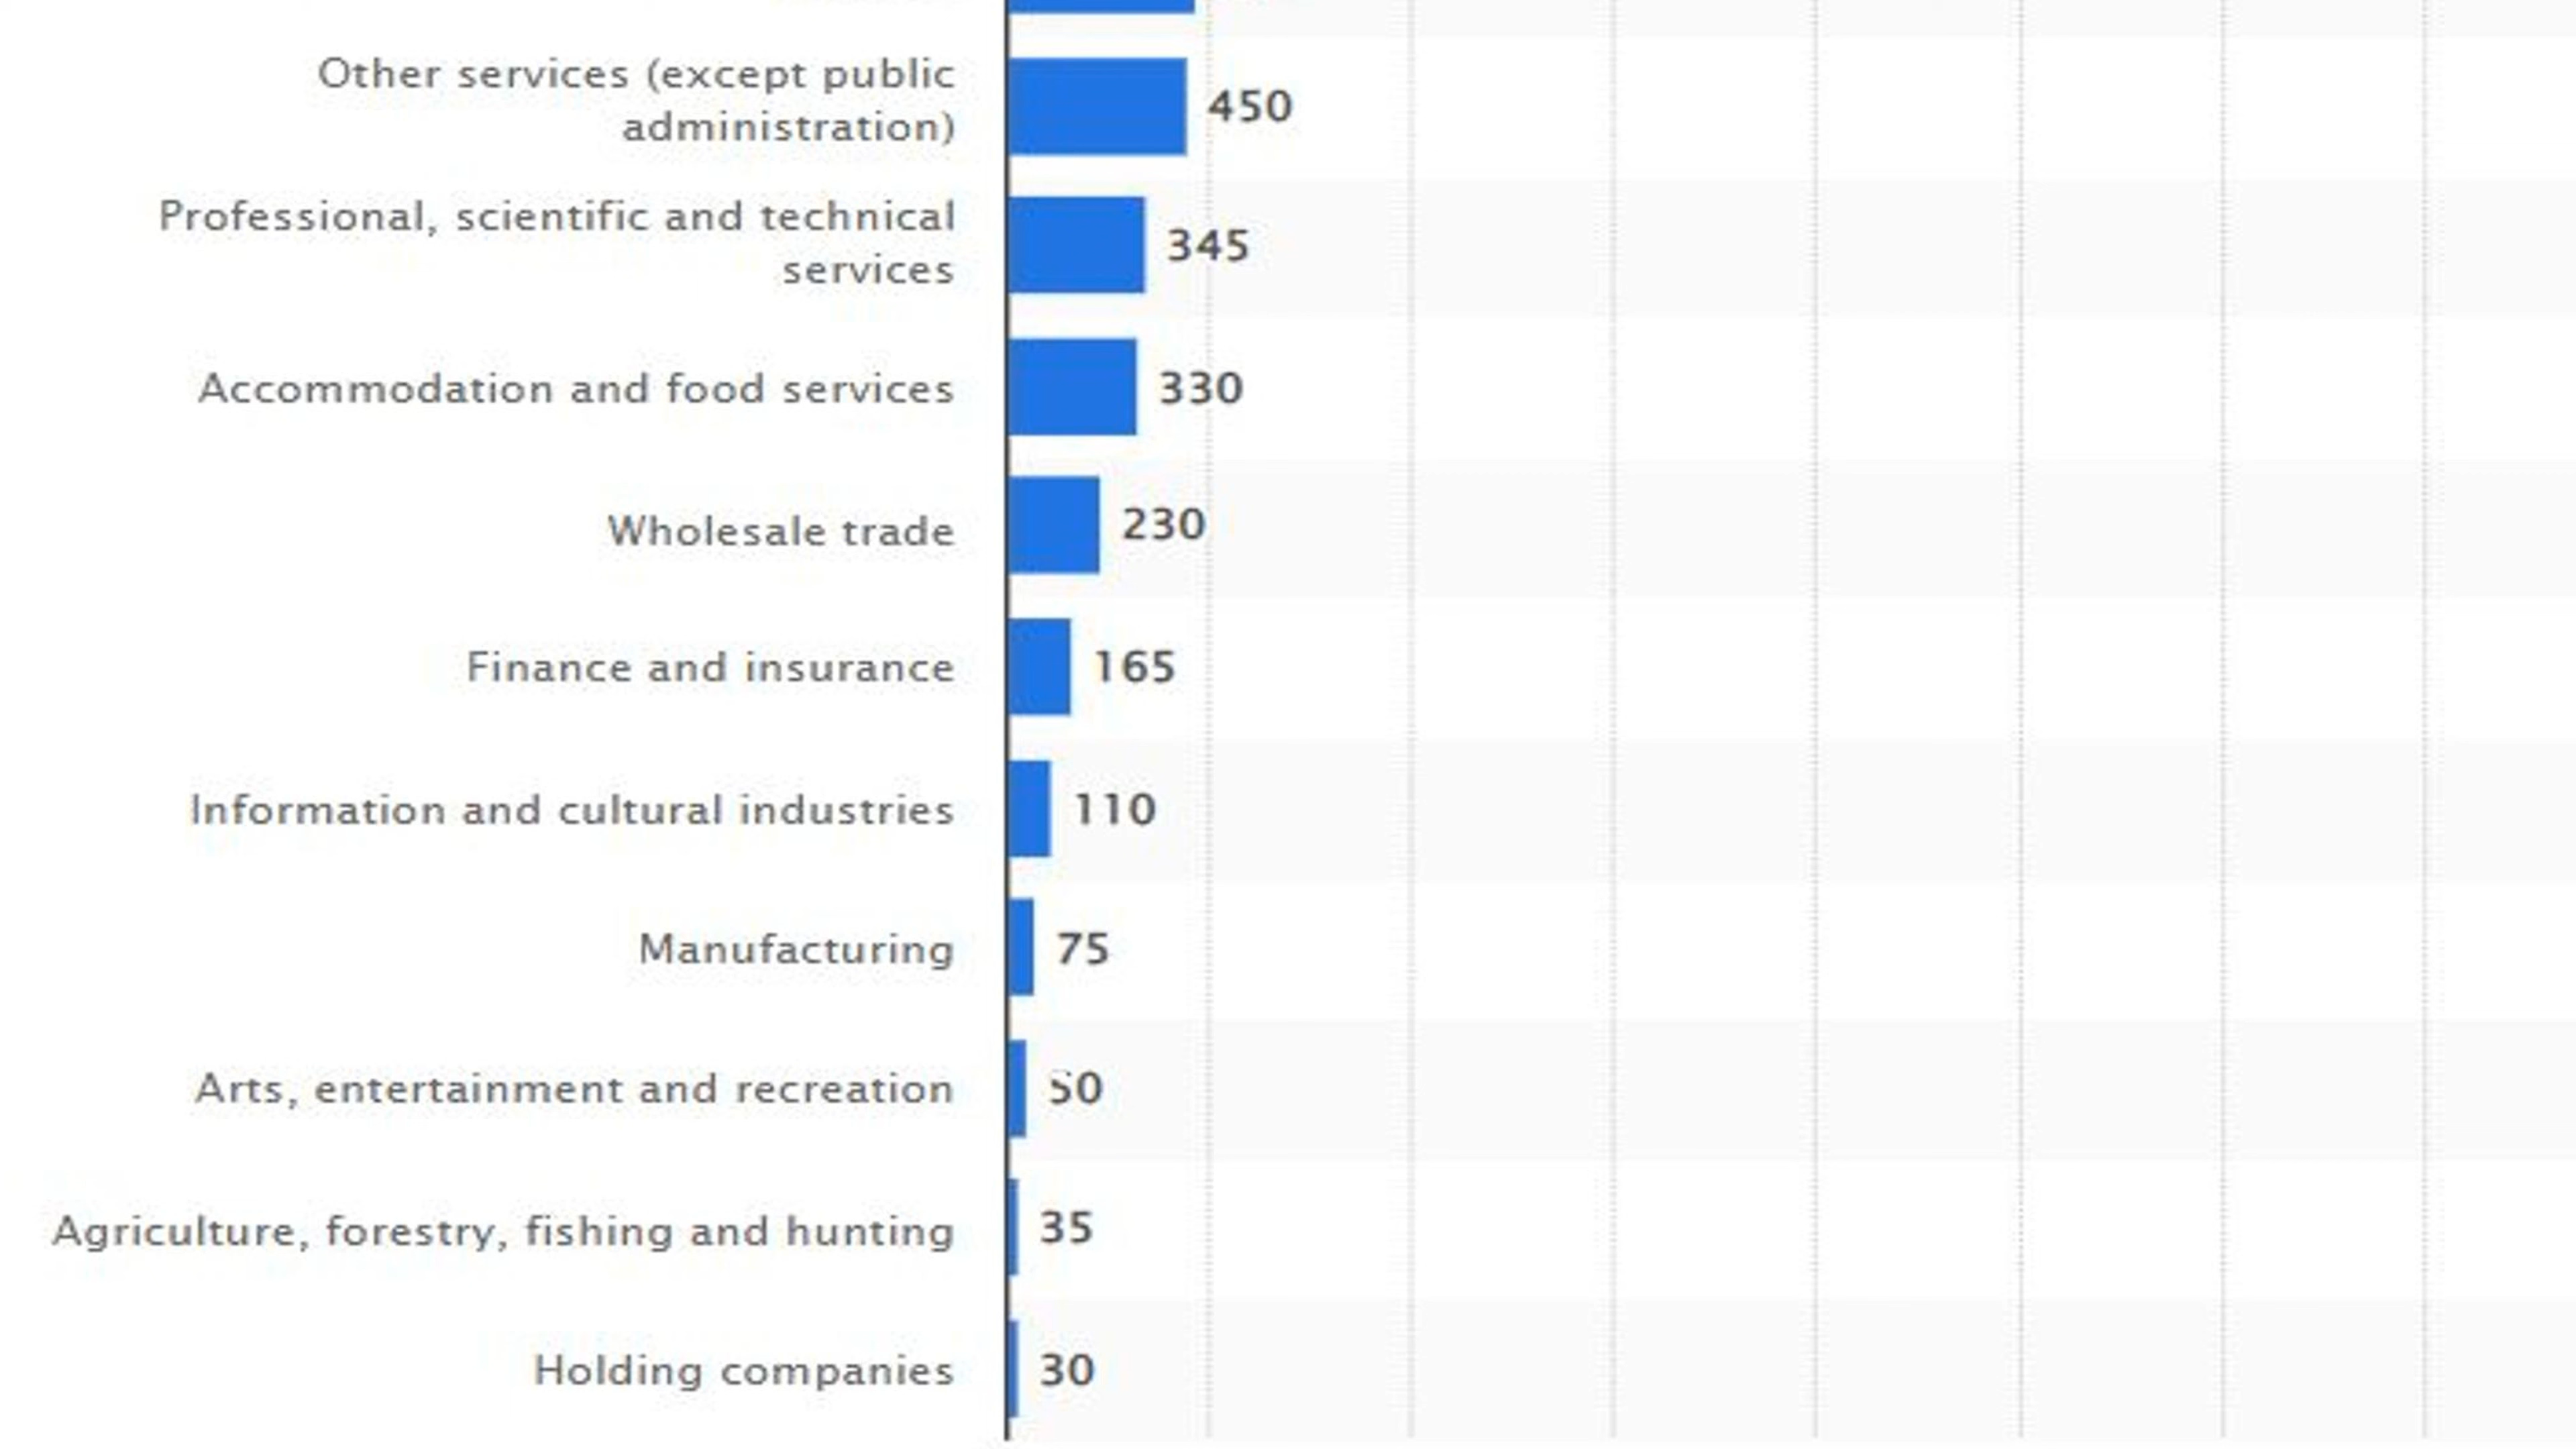 Other services (except public
administration)
450
Professional, scientific and technical
services
345
Accommodation and food services
330
Wholesale trade
230
Finance and insurance
165
Information and cultural industries
110
Manufacturing
75
Arts, entertainment and recreation
50
Agriculture, forestry, fishing and hunting
35
Holding companies
30